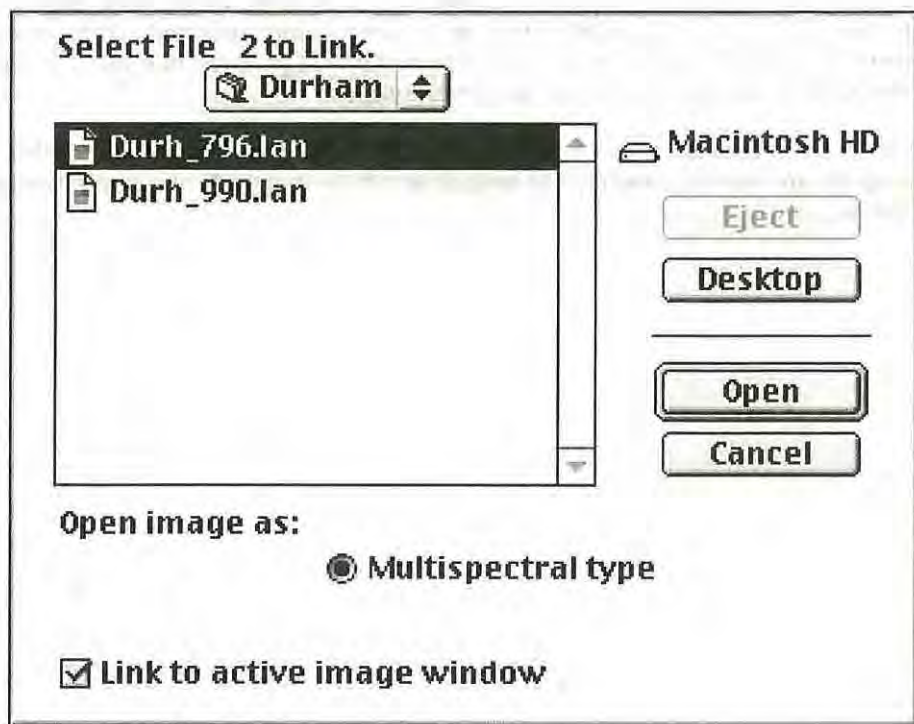 Select File 2 to Link.
Durham
Durh_796.lan
Durh_990.lan
Macintosh HD
Eject
Desktop
Open
Cancel
Open image as:
Multispectral type
Link to active image window